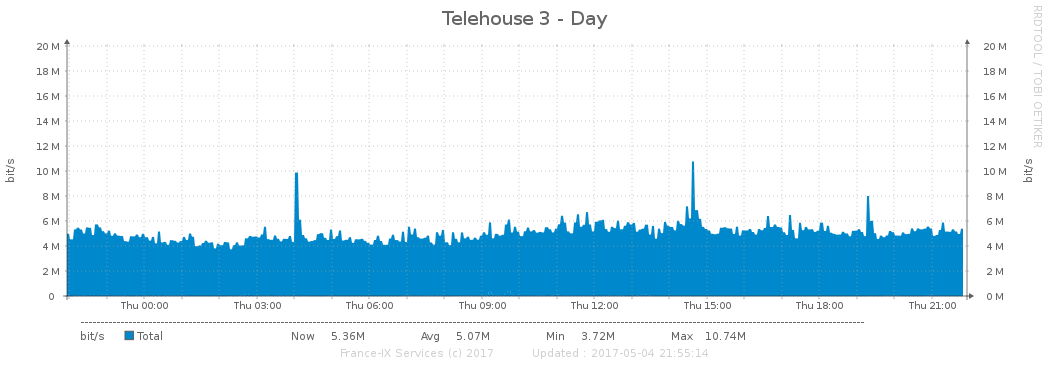 Telehouse 3 - Day
RRDTOOL / TOBI OETIKER
bit/s
bit/s
20 M 20 M
18 M 18 M
16 M 16 M
14 M 14 M
12 M 12 M
10 M 10 M
8 M 8 M
6 M 6 M
4 M 4 M
2 M 2 M
0 0 M
Thu 00:00 Thu 03:00 Thu 06:00 Thu 09:00 Thu 12:00 Thu 15:00 Thu 18:00 Thu 21:00
bit/s Total Now 5.36M Avg 5.07M Min 3.72M Max 10.74M
France-IX Services (c) 2017 Updated : 2017-05-04 21:55:14